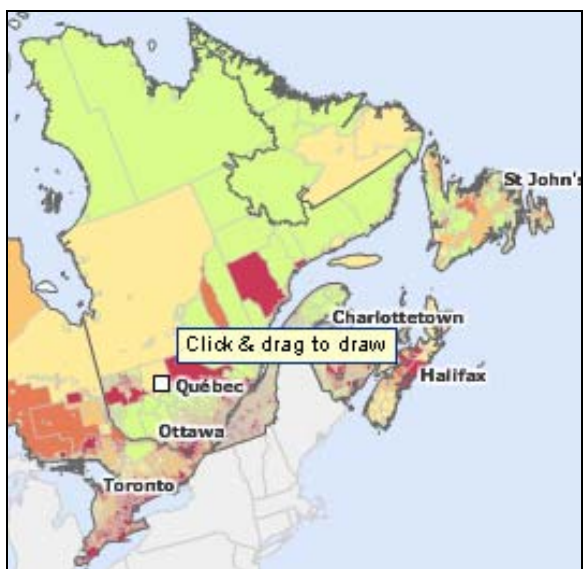 St John's
Charlottetown
Click & drag to draw
Halifax
Québec
Ottawa
Toronto